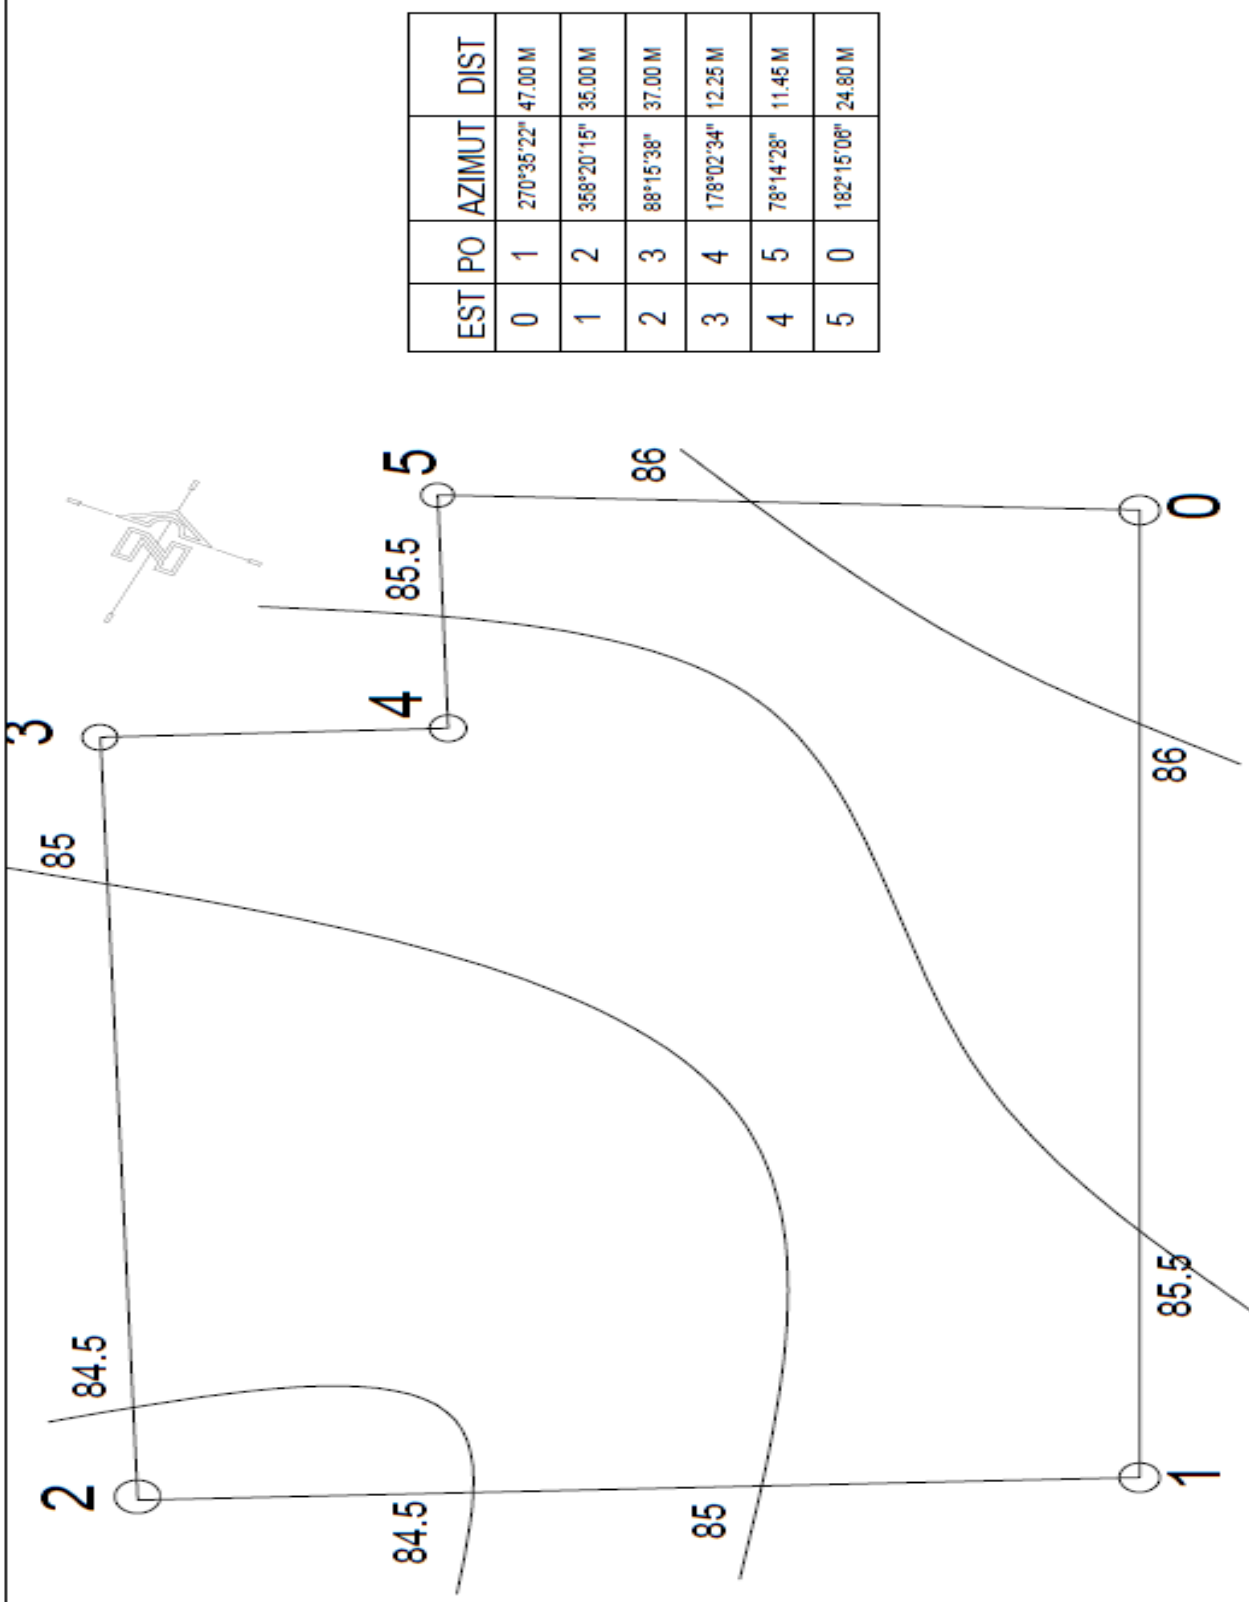 EST PO AZIMUT DIST
0 1 270°35'22" 47.00 M
1 2 358°20'15" 35.00 M
2 3 88°15'38" 37.00 M
3 4 178°02'34" 12.25 M
4 5 78°14'28" 11.45 M
5 0 182°15'06" 24.80 M
N
3
5
4
2
1
0
85
85.5
86
84.5
84.5
85
85.5
86